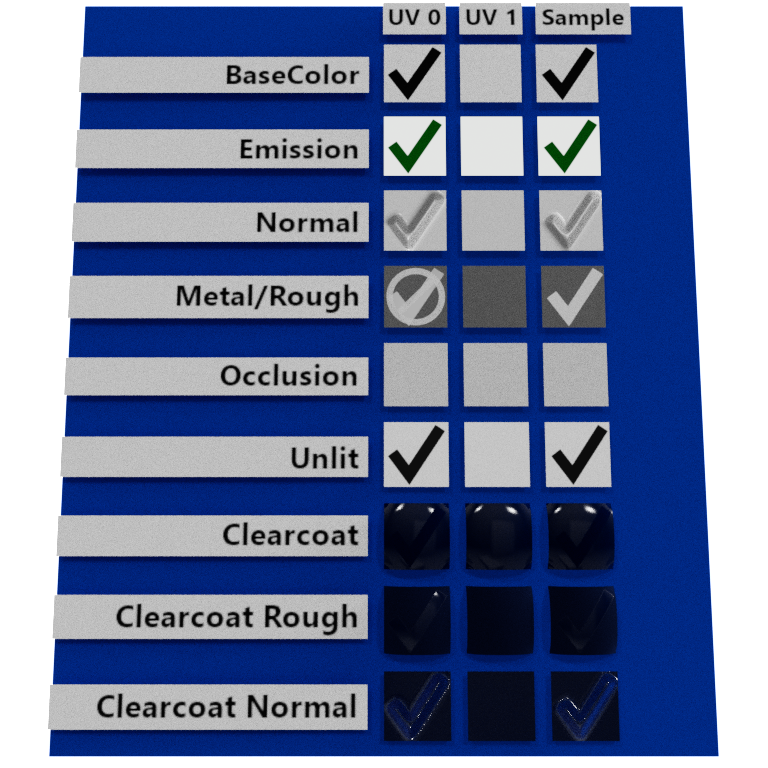 UV 0 UV 1 Sample
BaseColor
Emission
Normal
Metal/Rough
Occlusion
Unlit
Clearcoat
Clearcoat Rough
Clearcoat Normal